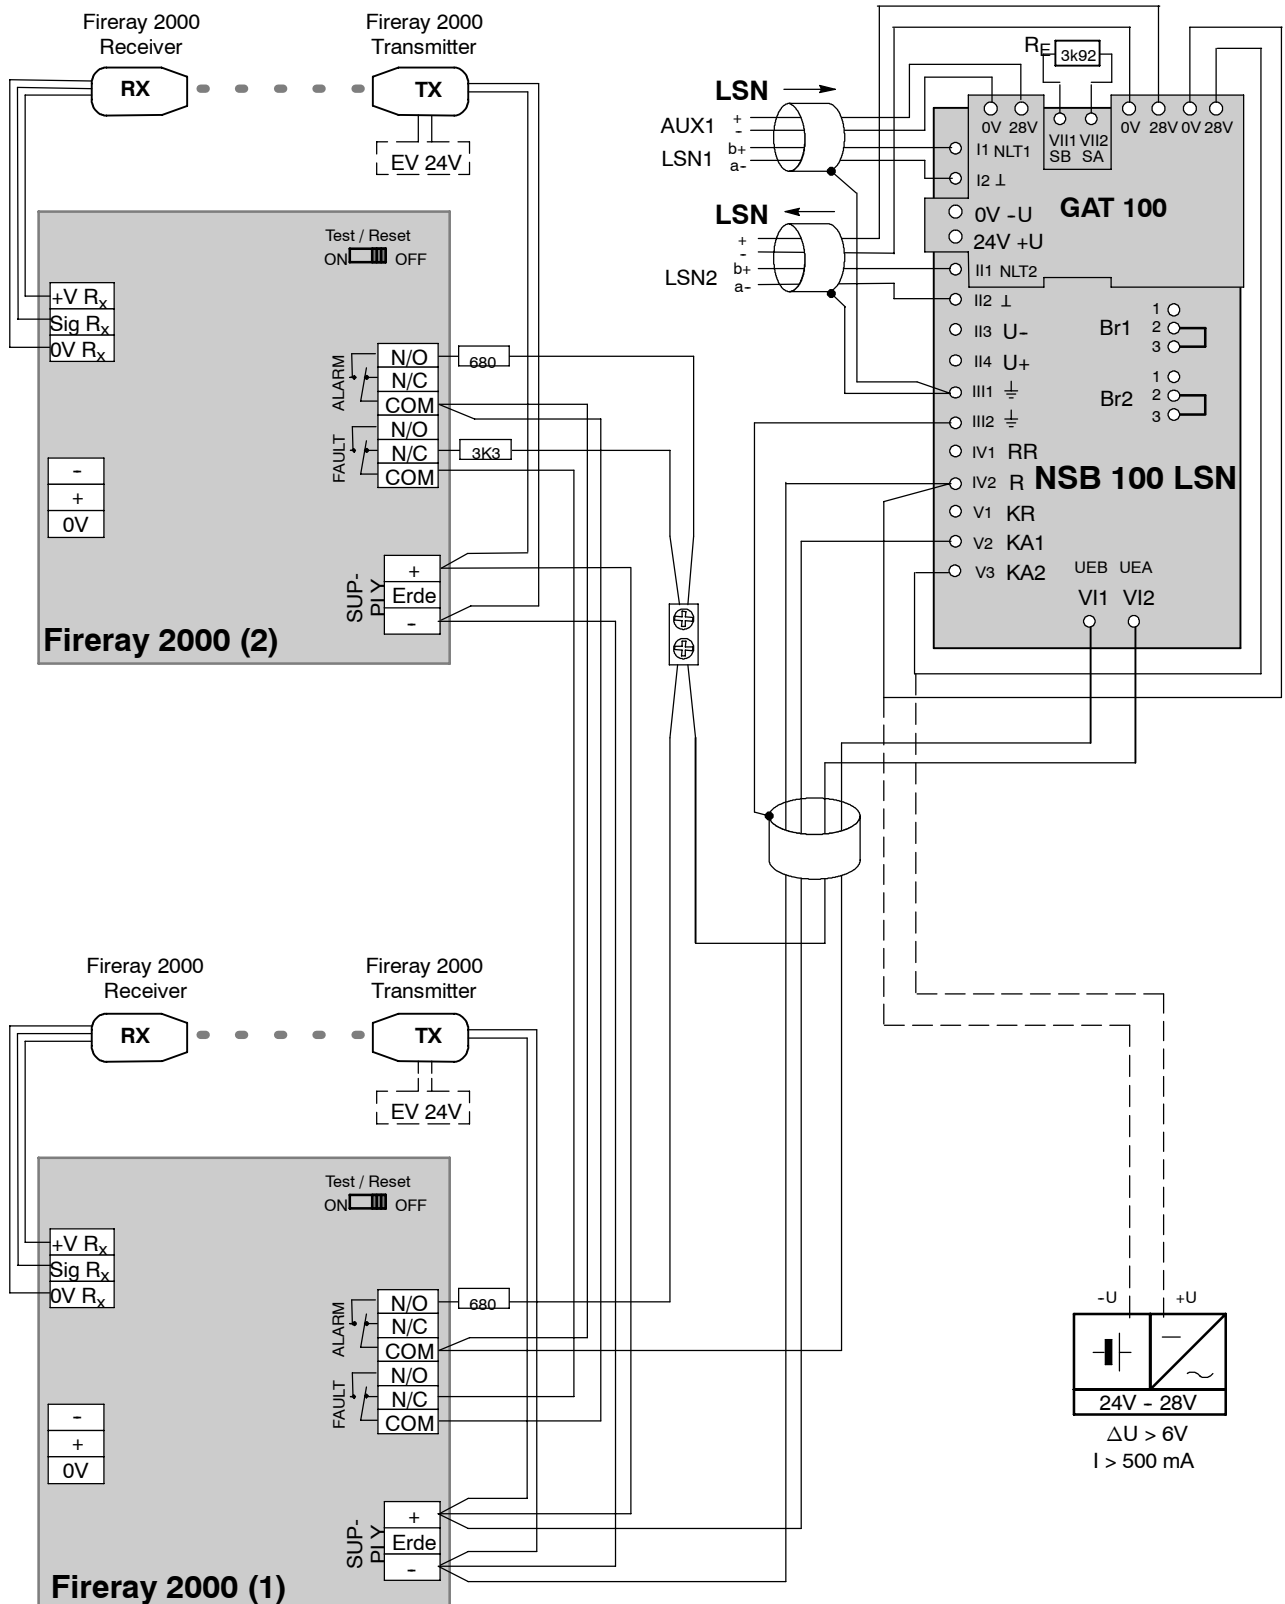 Fireray 2000
Receiver
Fireray 2000
Transmitter
RX
TX
EV 24V
Test / Reset
ON
OFF
+V Rx
Sig Rx
0V Rx
ALARM
N/O
N/C
COM
FAULT
N/O
N/C
COM
680
3K3
-
+
0V
SUP-
PLY
+
Erde
-
Fireray 2000 (2)
LSN
AUX1
+
-
LSN1
b+
a-
LSN
+
-
LSN2
b+
a-
RE
3k92
0V 28V
VII1 VII2
SB SA
0V 28V 0V 28V
I1 NLT1
I2 ⊥
GAT 100
0V -U
24V +U
II1 NLT2
II2 ⊥
II3 U-
II4 U+
III1 ⏚
III2 ⏚
IV1 RR
IV2 R
NSB 100 LSN
V1 KR
V2 KA1
V3 KA2
Br1
1
2
3
Br2
1
2
3
UEB UEA
VI1 VI2
Fireray 2000
Receiver
Fireray 2000
Transmitter
RX
TX
EV 24V
Test / Reset
ON
OFF
+V Rx
Sig Rx
0V Rx
ALARM
N/O
N/C
COM
FAULT
N/O
N/C
COM
680
-
+
0V
SUP-
PLY
+
Erde
-
Fireray 2000 (1)
-U
+U
24V - 28V
ΔU > 6V
I > 500 mA